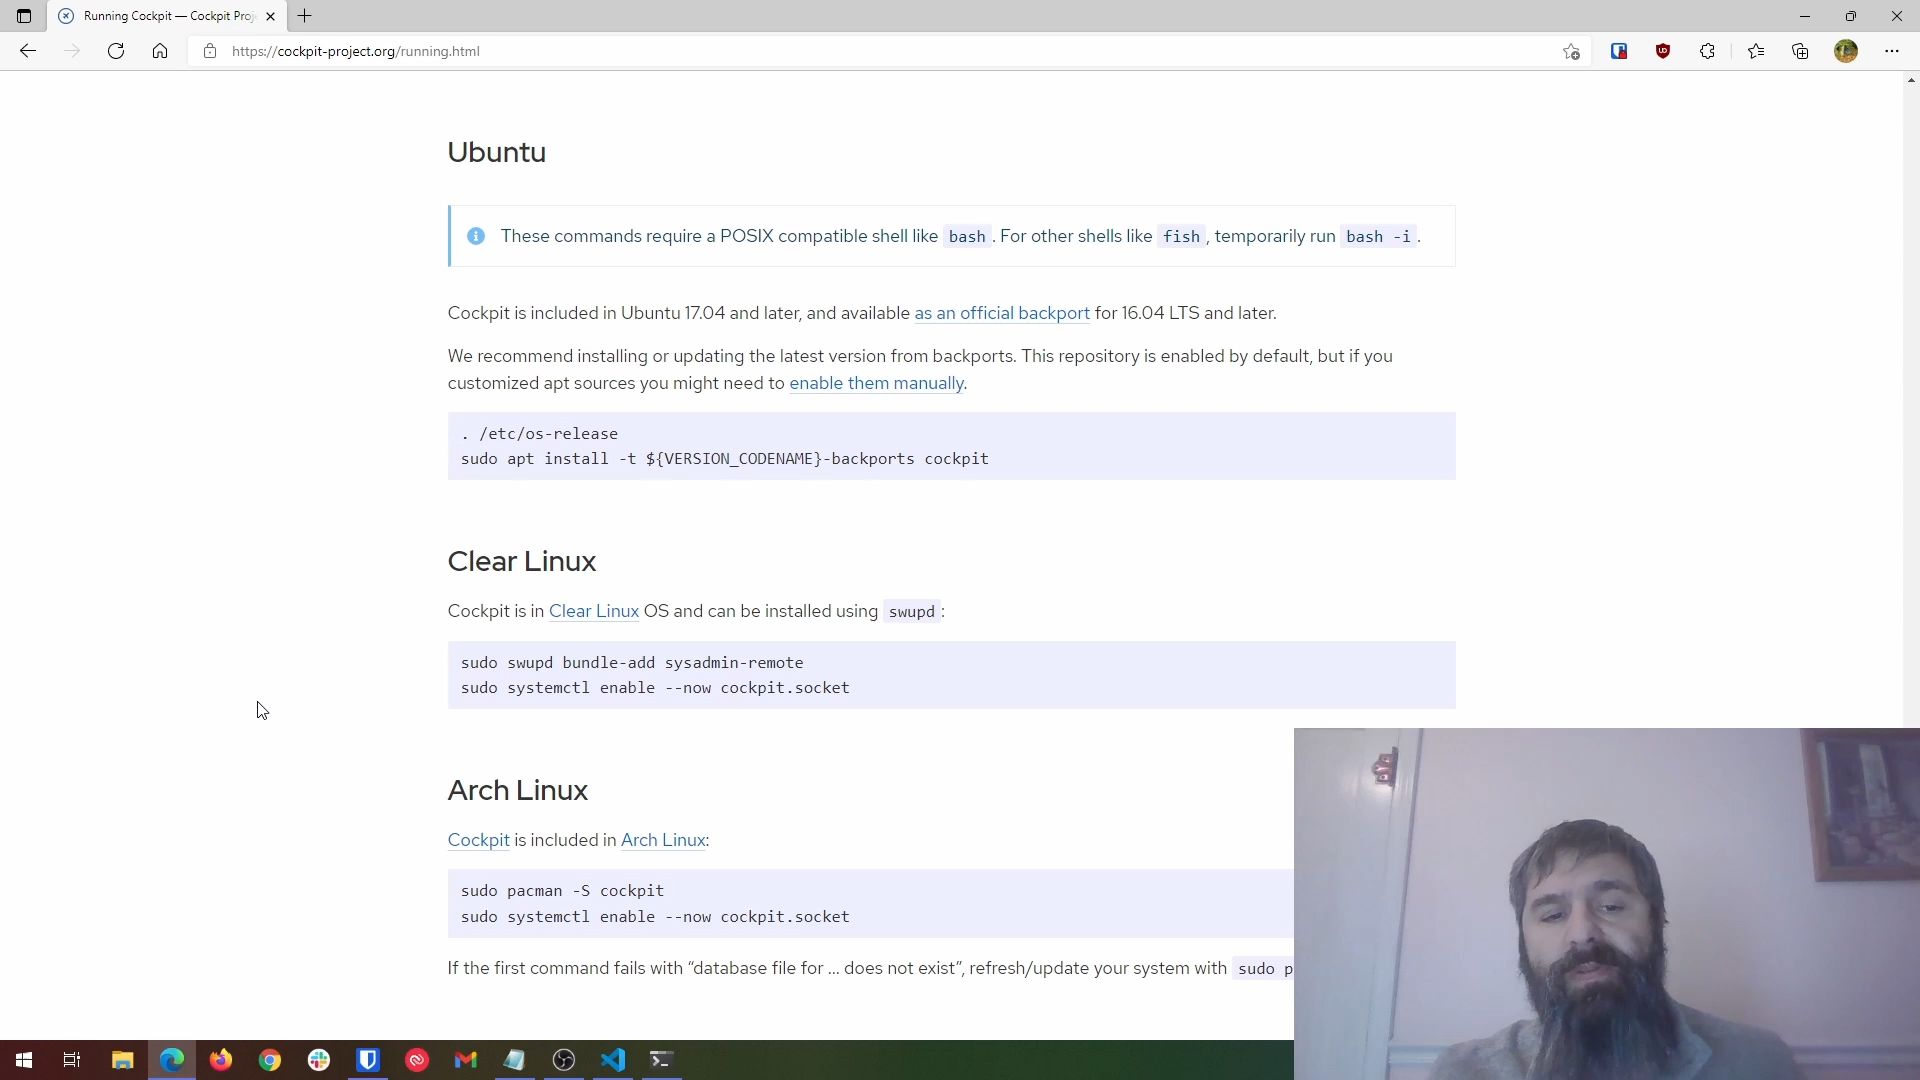 Running Cockpit — Cockpit Proj
https://cockpit-project.org/running.html
Ubuntu
These commands require a POSIX compatible shell like bash. For other shells like fish, temporarily run bash -i.
Cockpit is included in Ubuntu 17.04 and later, and available as an official backport for 16.04 LTS and later.
We recommend installing or updating the latest version from backports. This repository is enabled by default, but if you
customized apt sources you might need to enable them manually.
. /etc/os-release
sudo apt install -t ${VERSION_CODENAME}-backports cockpit
Clear Linux
Cockpit is in Clear Linux OS and can be installed using swupd:
sudo swupd bundle-add sysadmin-remote
sudo systemctl enable --now cockpit.socket
Arch Linux
Cockpit is included in Arch Linux:
sudo pacman -S cockpit
sudo systemctl enable --now cockpit.socket
If the first command fails with “database file for … does not exist”, refresh/update your system with sudo p